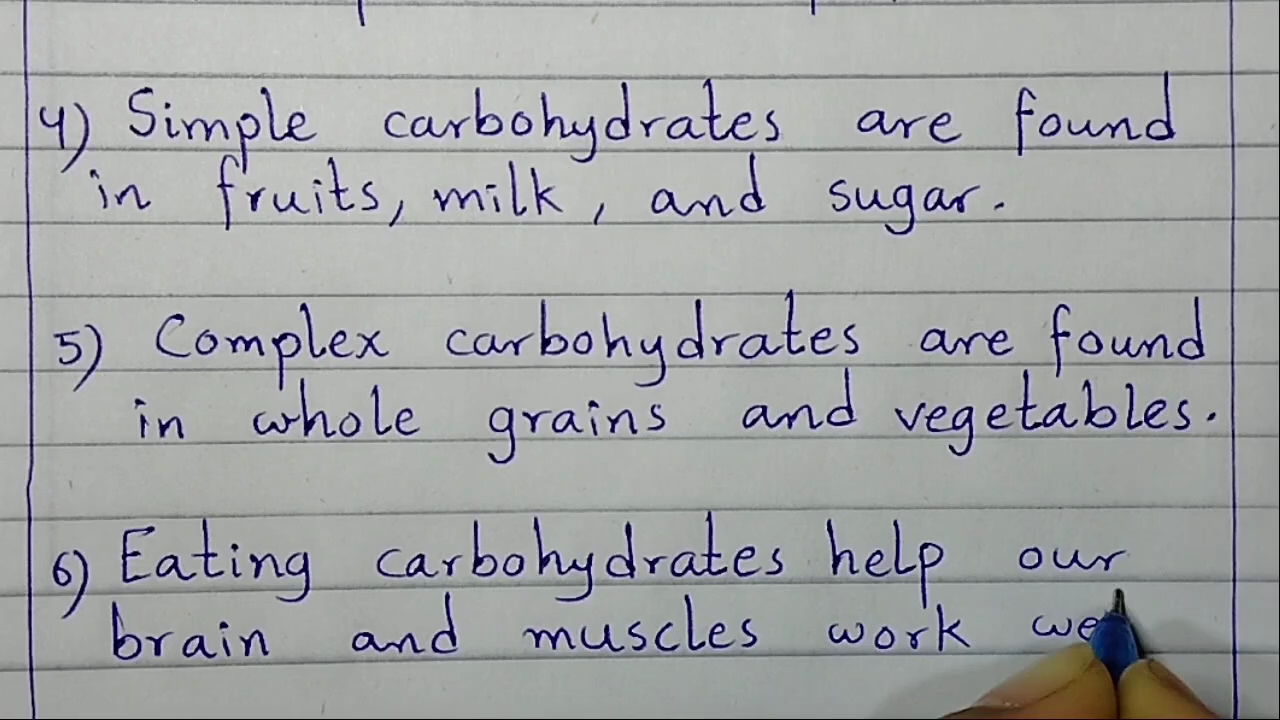 4) Simple carbohydrates are found
in fruits, milk, and sugar.
5) Complex carbohydrates are found
in whole grains and vegetables.
6) Eating carbohydrates help our
brain and muscles work we